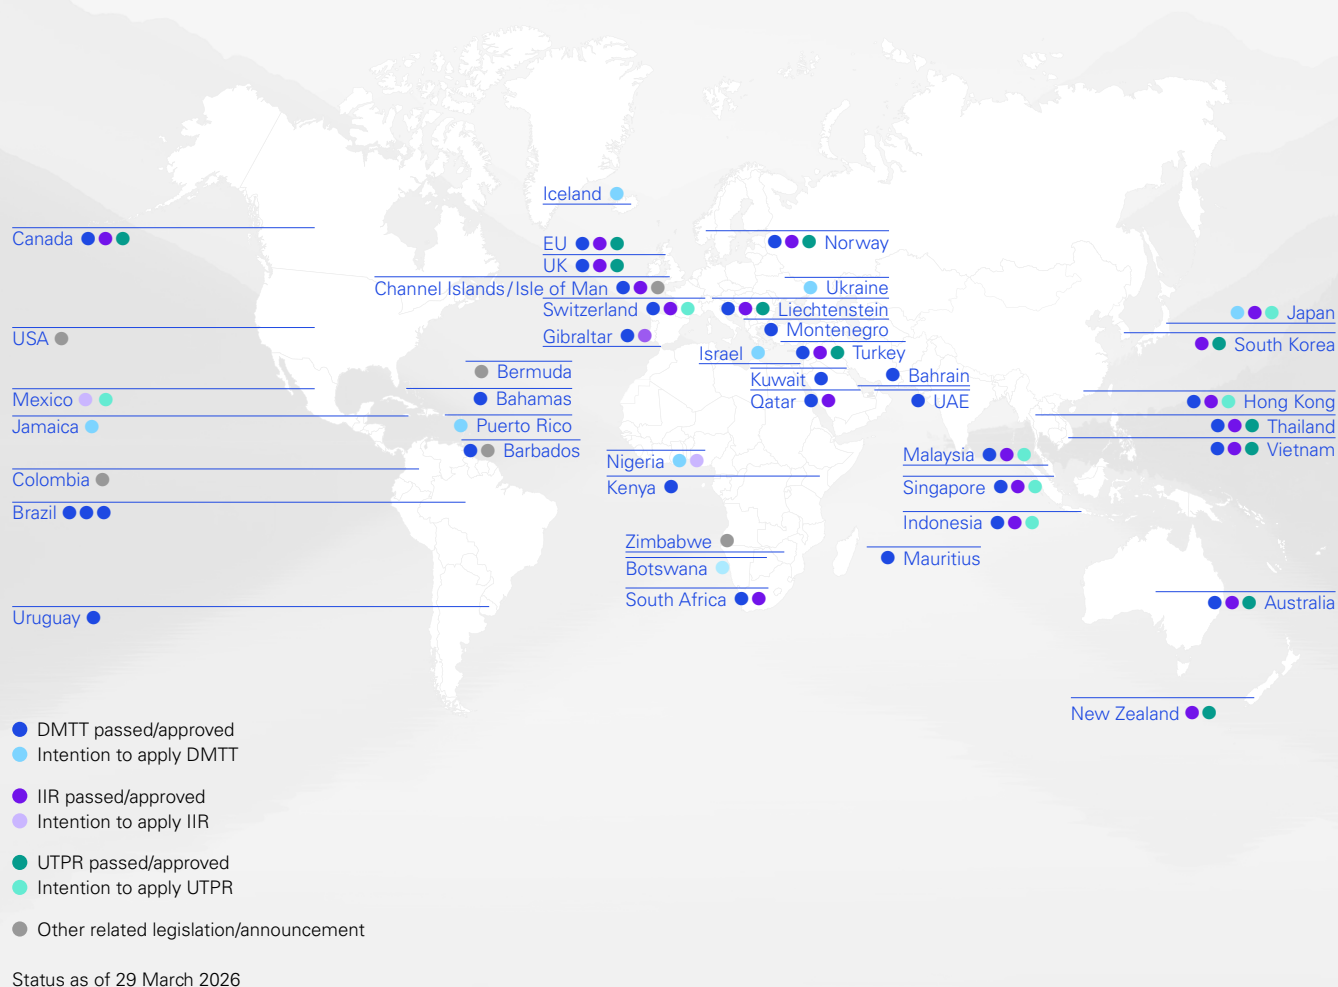 Iceland
Canada
EU
Norway
UK
Channel Islands/Isle of Man
Ukraine
Switzerland
Liechtenstein
Japan
Montenegro
USA
Gibraltar
South Korea
Israel
Turkey
Bermuda
Kuwait
Bahrain
Mexico
Bahamas
Qatar
UAE
Hong Kong
Jamaica
Puerto Rico
Thailand
Barbados
Vietnam
Nigeria
Malaysia
Colombia
Kenya
Singapore
Brazil
Indonesia
Zimbabwe
Mauritius
Botswana
South Africa
Australia
Uruguay
New Zealand
DMTT passed/approved
Intention to apply DMTT
IIR passed/approved
Intention to apply IIR
UTPR passed/approved
Intention to apply UTPR
Other related legislation/announcement
Status as of 29 March 2026